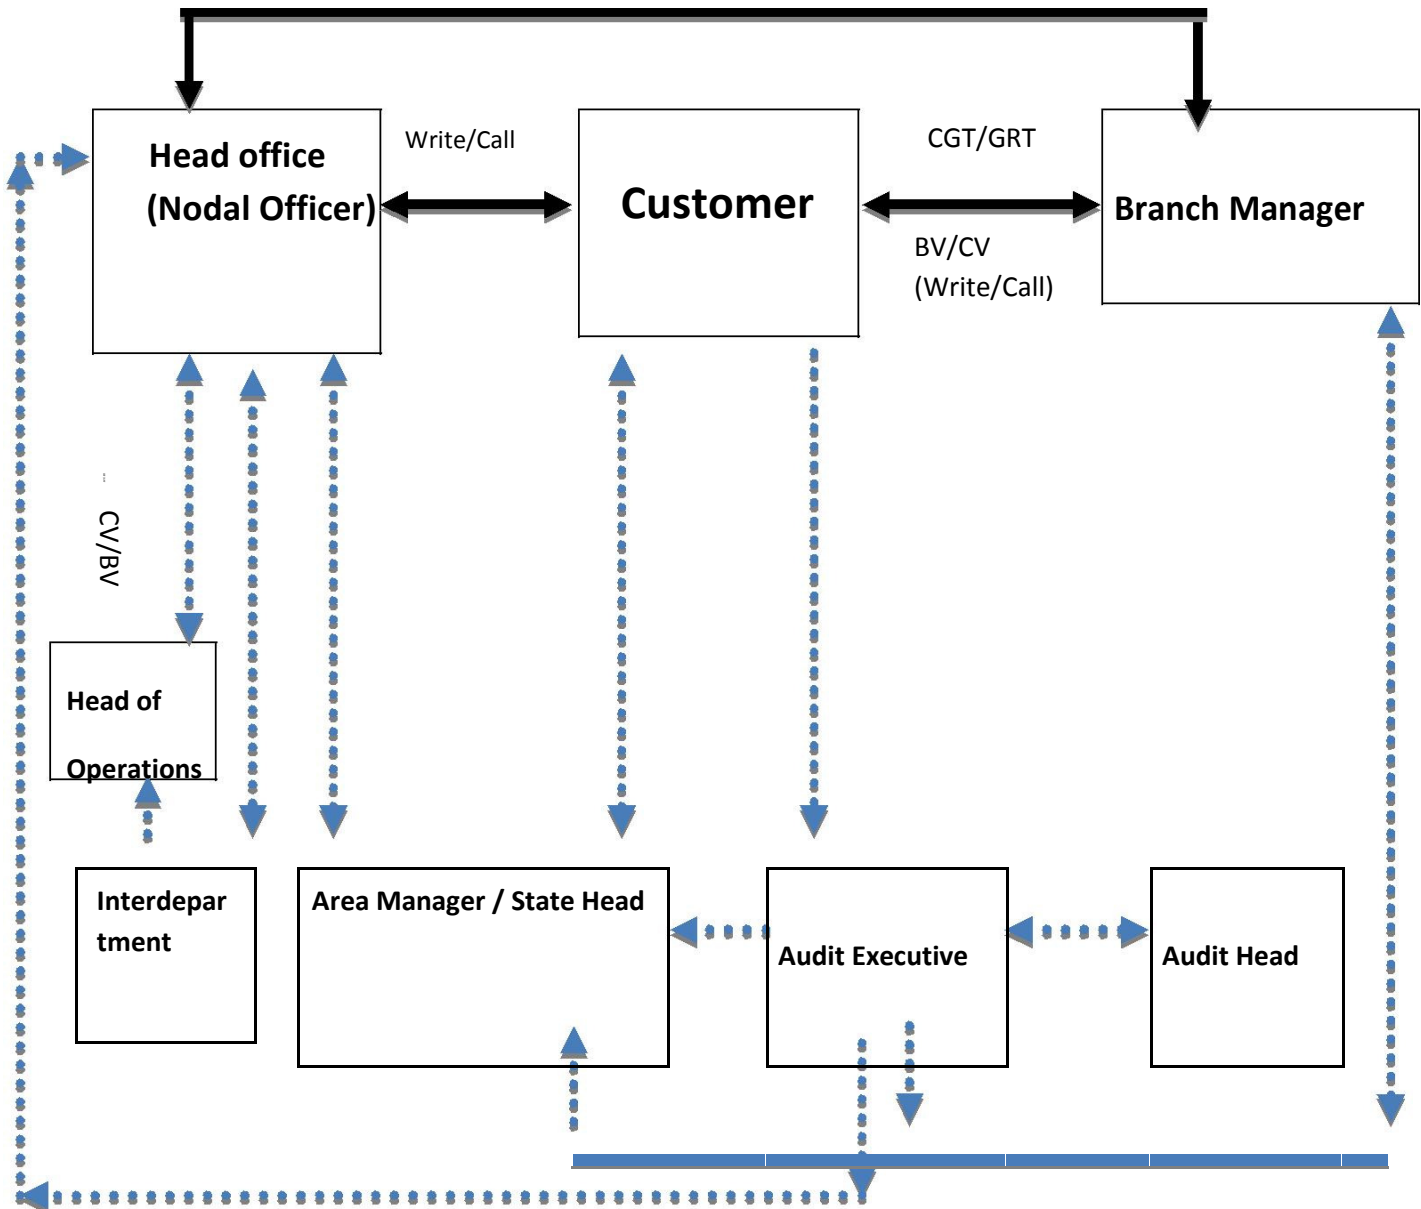 Head office
(Nodal Officer)
Write/Call
Customer
CGT/GRT
BV/CV
(Write/Call)
Branch Manager
CV/BV
Head of
Operations
Interdepar
tment
Area Manager / State Head
Audit Executive
Audit Head